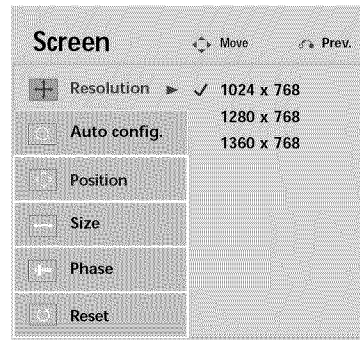 Screen
Move
Prev.
Resolution
1024 x 768
1280 x 768
1360 x 768
Auto config.
Position
Size
Phase
Reset